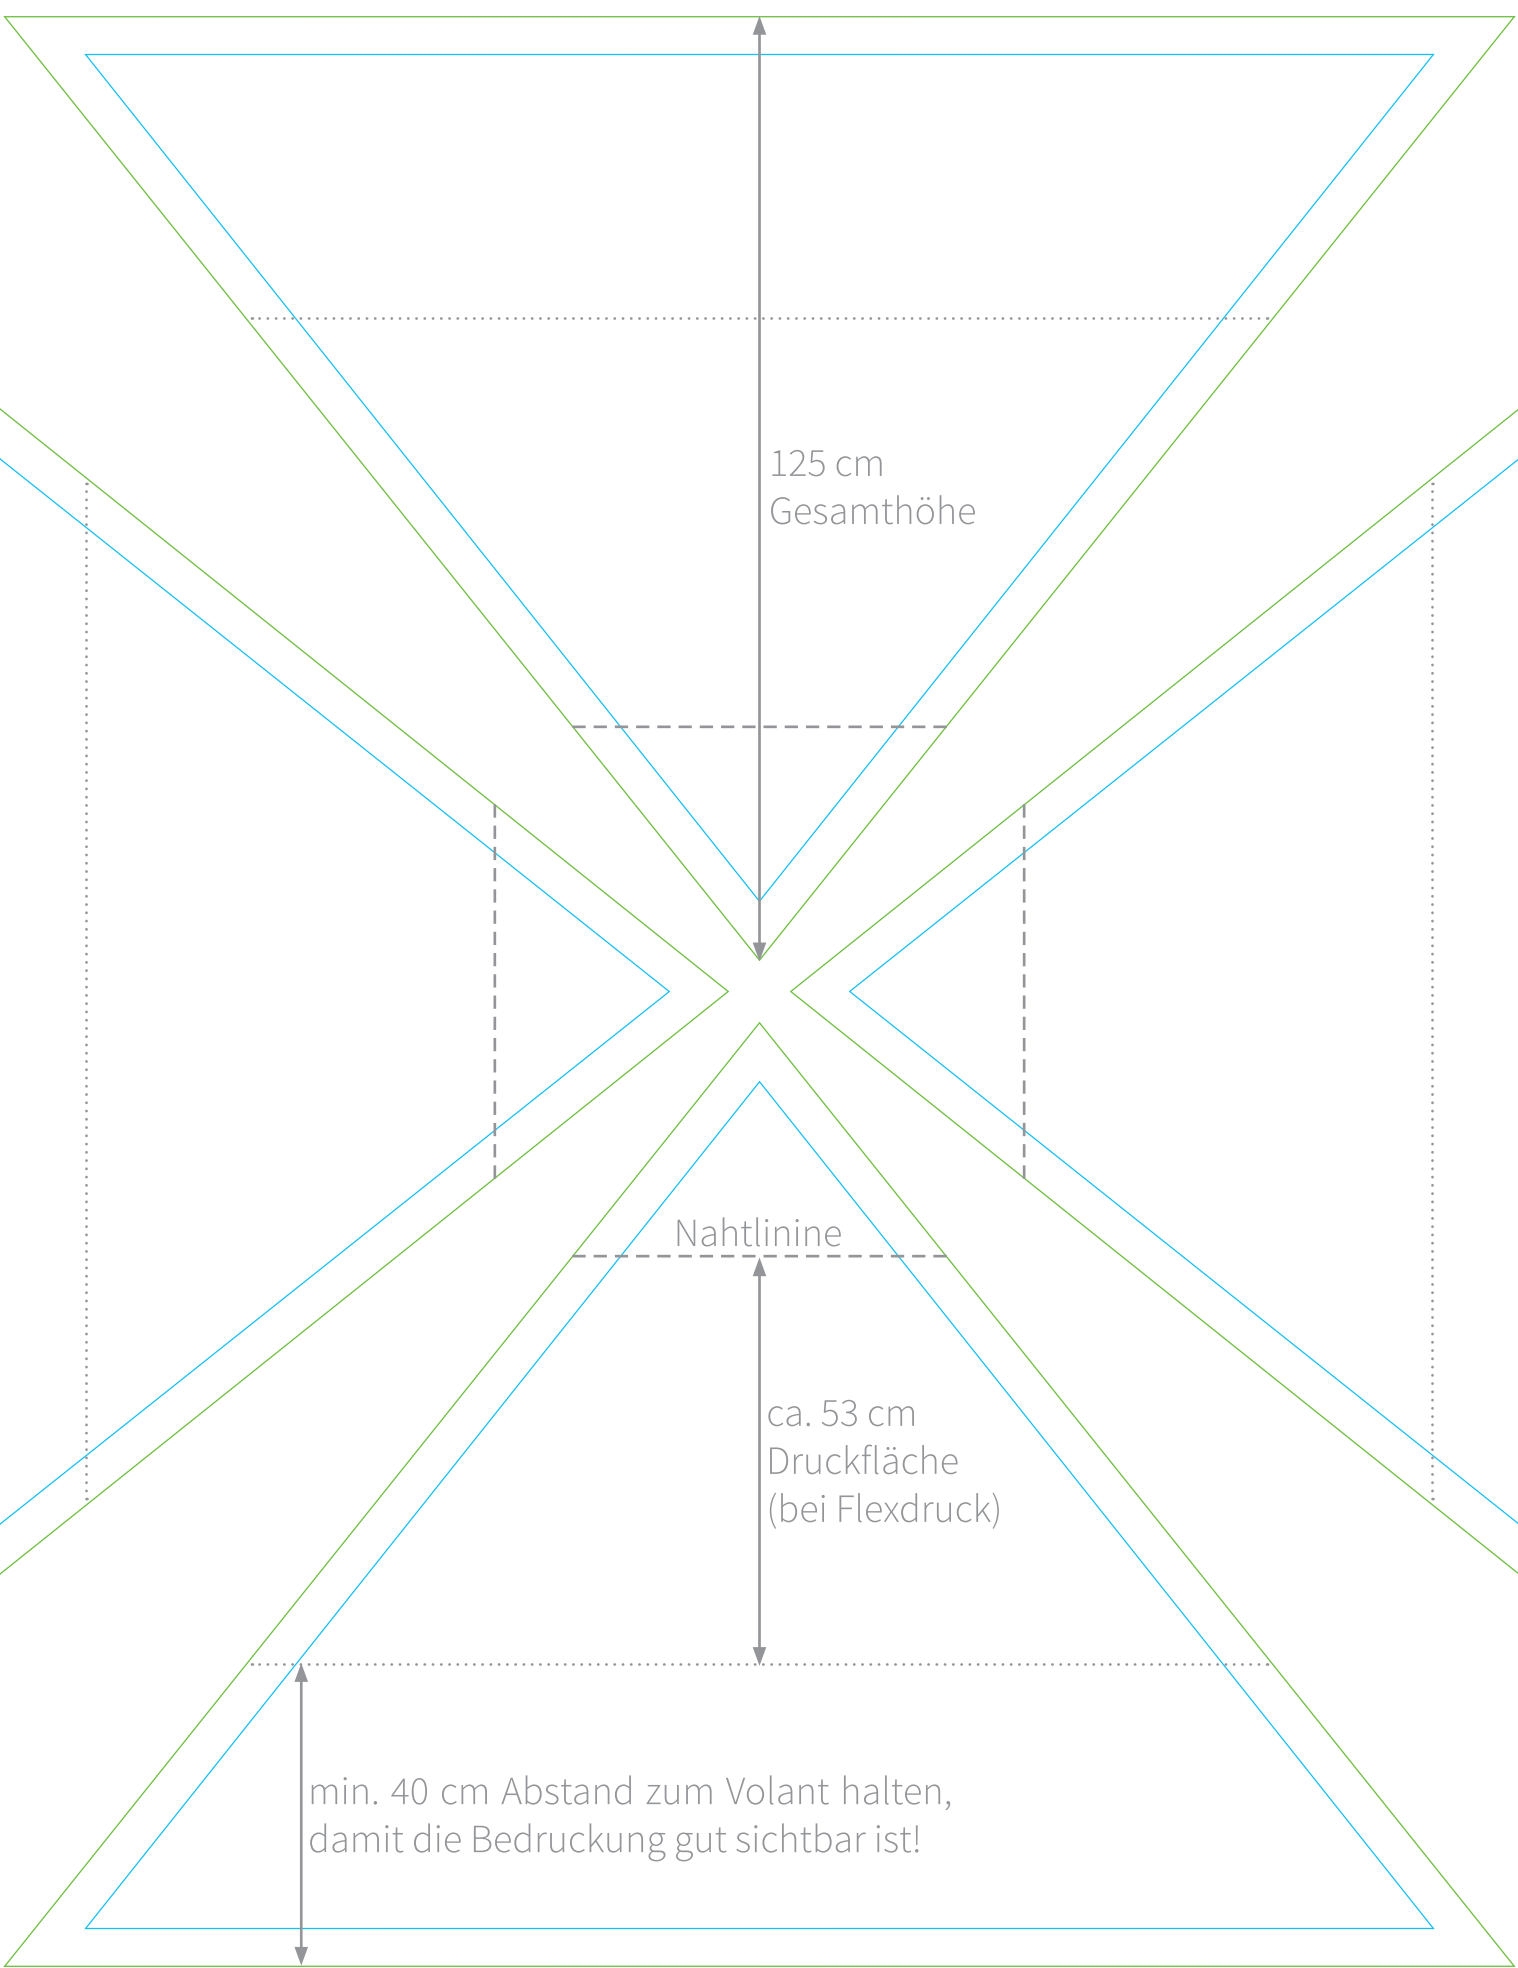 125 cm
Gesamthöhe
Nahtlinine
ca. 53 cm
Druckfläche
(bei Flexdruck)
min. 40 cm Abstand zum Volant halten,
damit die Bedruckung gut sichtbar ist!